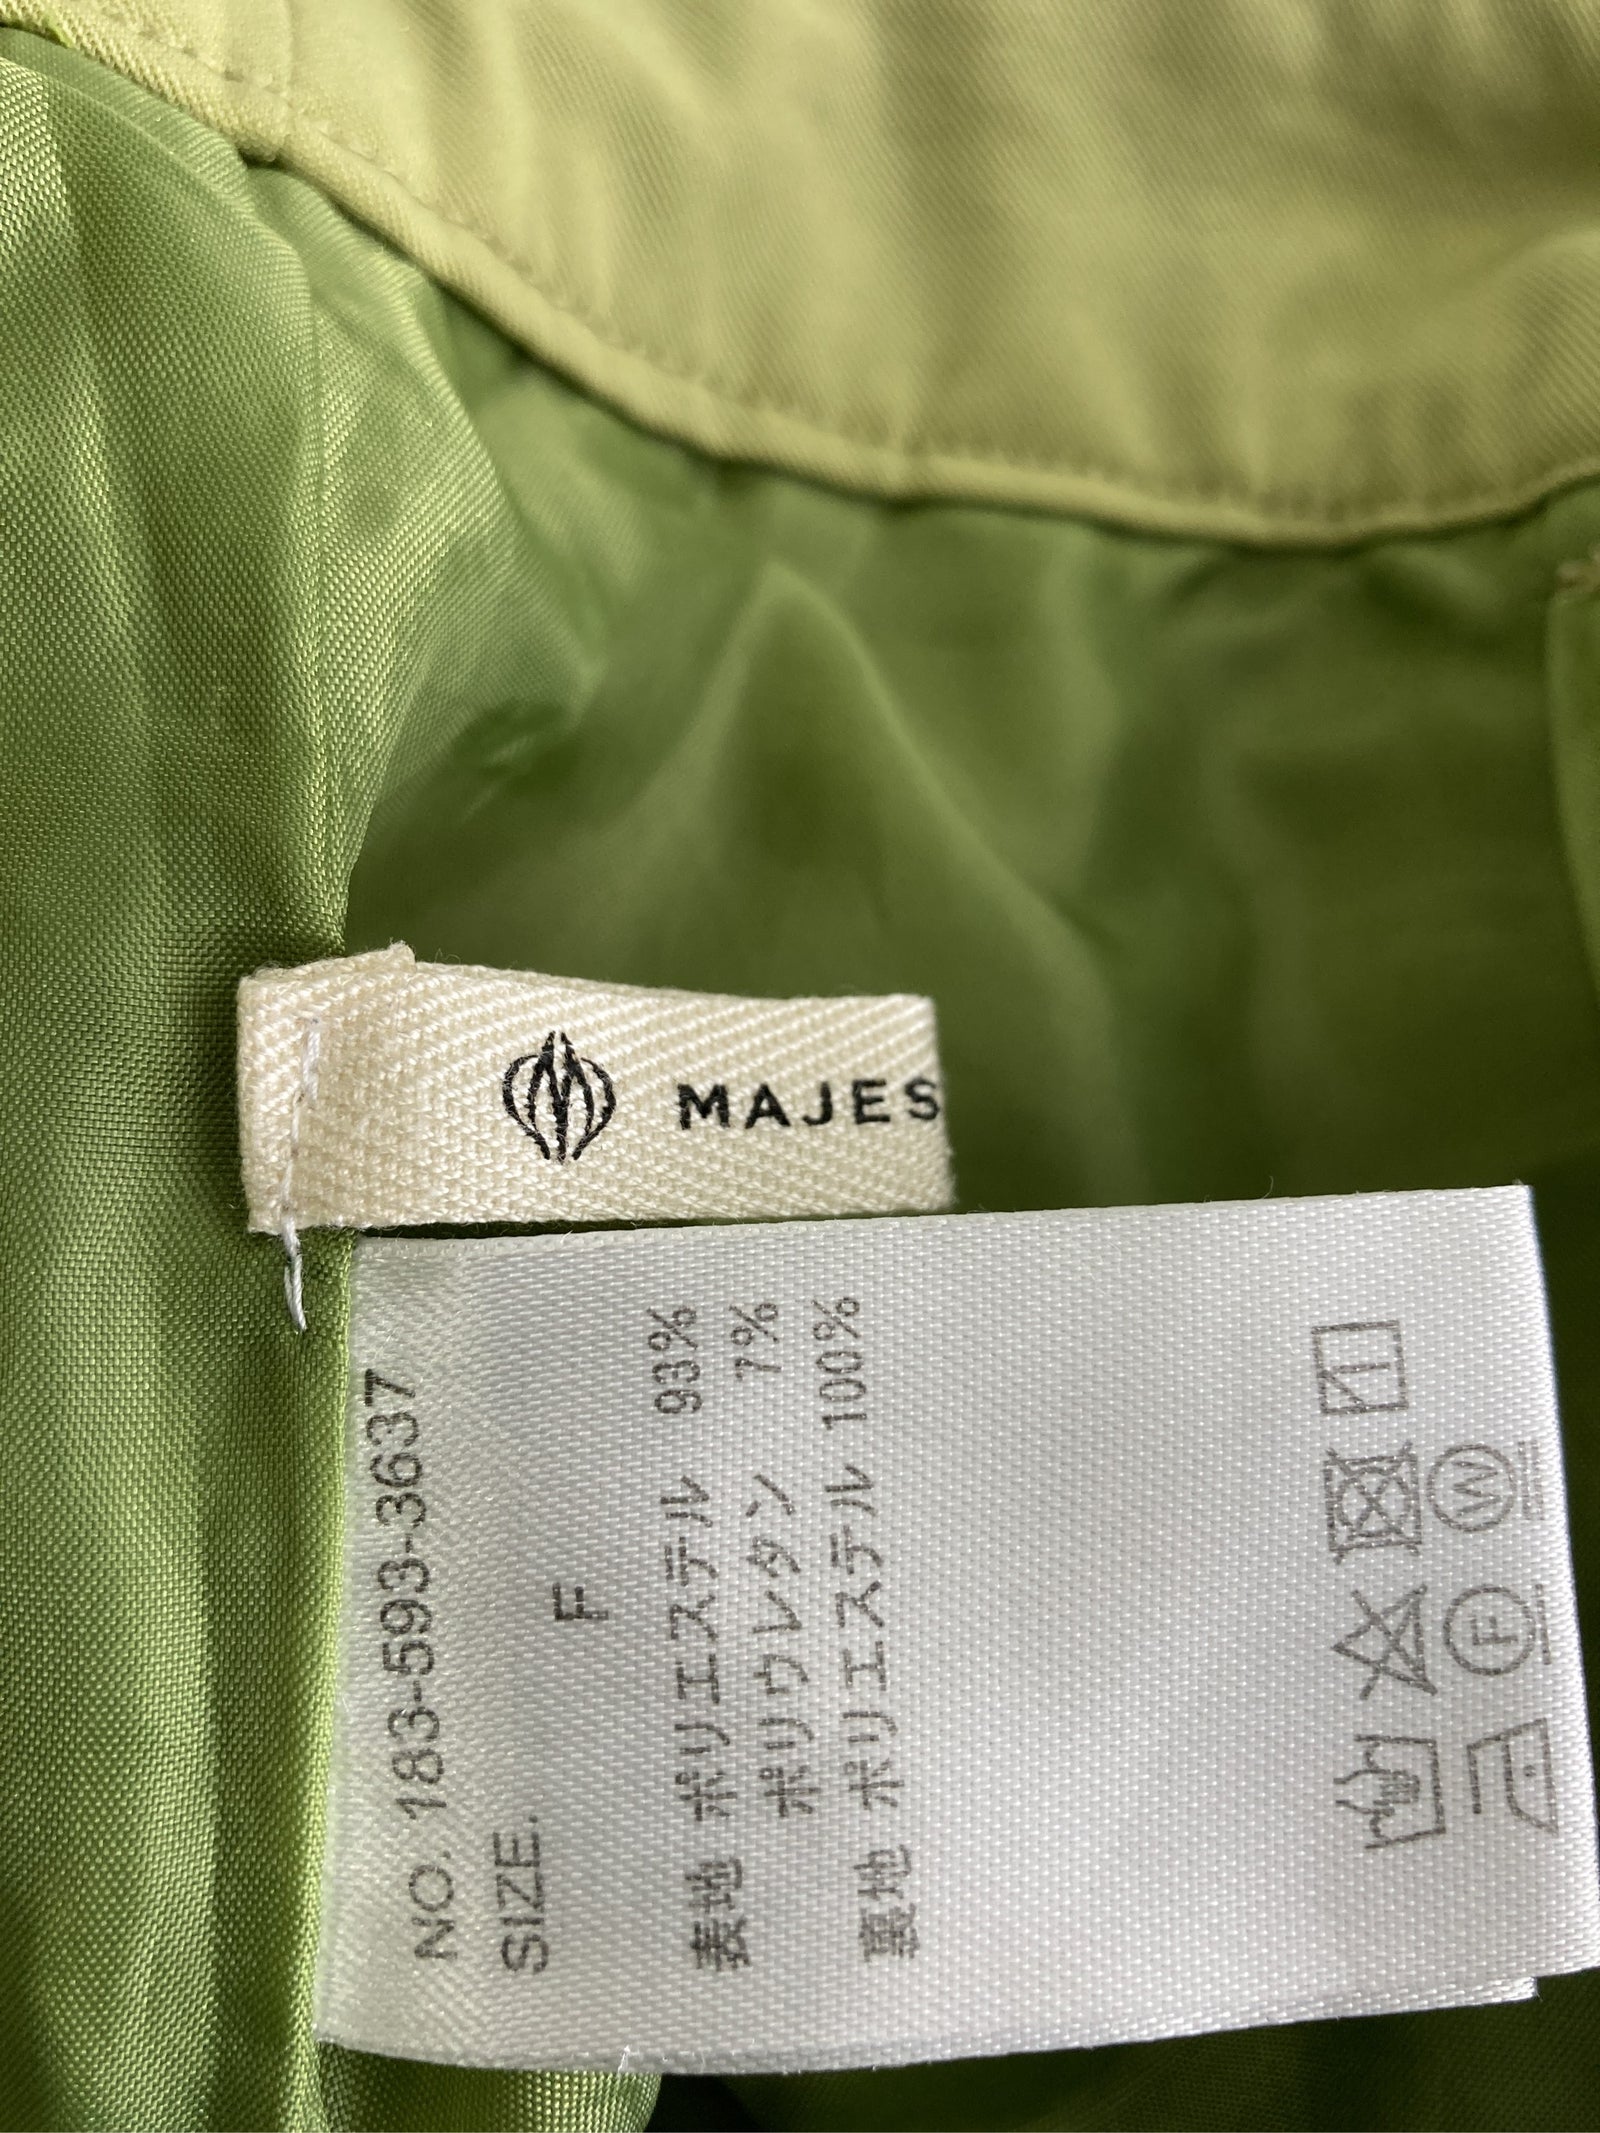 MAJES
NO. 183-593-3637
SIZE. F
表地 ポリエステル 93%
ポリウレタン 7%
裏地 ポリエステル 100%
W
F